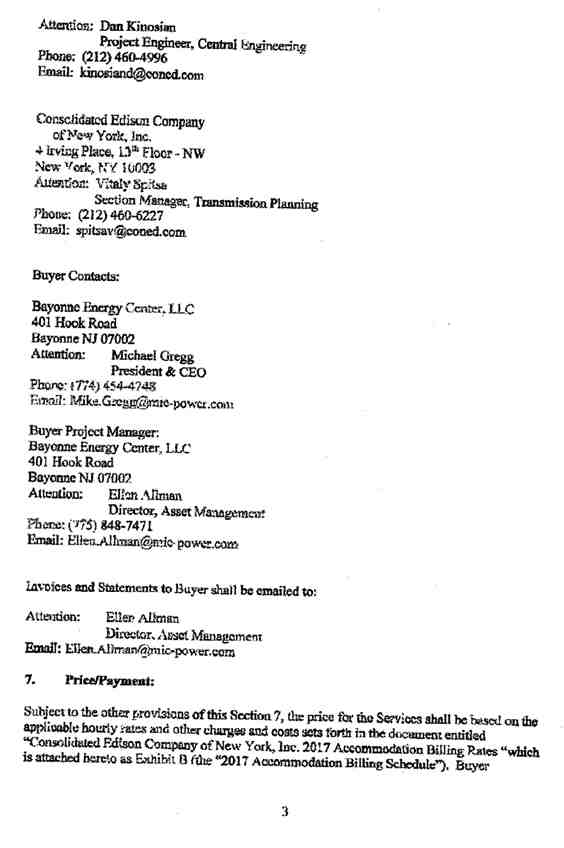 Attention: Dan Kinosian
Project Engineer, Central Engineering
Phone: (212) 460-4996
Email: kinosiand@coned.com
Consolidated Edison Company
of New York, Inc.
4 Irving Place, 13th Floor - NW
New York, NY 10003
Attention: Vitaly Spitsa
Section Manager, Transmission Planning
Phone: (212) 460-6227
Email: spitsav@coned.com
Buyer Contacts:
Bayonne Energy Center, LLC
401 Hook Road
Bayonne NJ 07002
Attention: Michael Gregg
President & CEO
Phone: (774) 454-4748
Email: Mike.Gregg@mic-power.com
Buyer Project Manager:
Bayonne Energy Center, LLC
401 Hook Road
Bayonne NJ 07002
Attention: Ellen Allman
Director, Asset Management
Phone: (775) 848-7471
Email: Ellen.Allman@mic-power.com
Invoices and Statements to Buyer shall be emailed to:
Attention: Ellen Allman
Director, Asset Management
Email: Ellen.Allman@mic-power.com
7. Price/Payment:
Subject to the other provisions of this Section 7, the price for the Services shall be based on the
applicable hourly rates and other charges and costs sets forth in the document entitled
“Consolidated Edison Company of New York, Inc. 2017 Accommodation Billing Rates “which
is attached hereto as Exhibit B (the “2017 Accommodation Billing Schedule”). Buyer
3